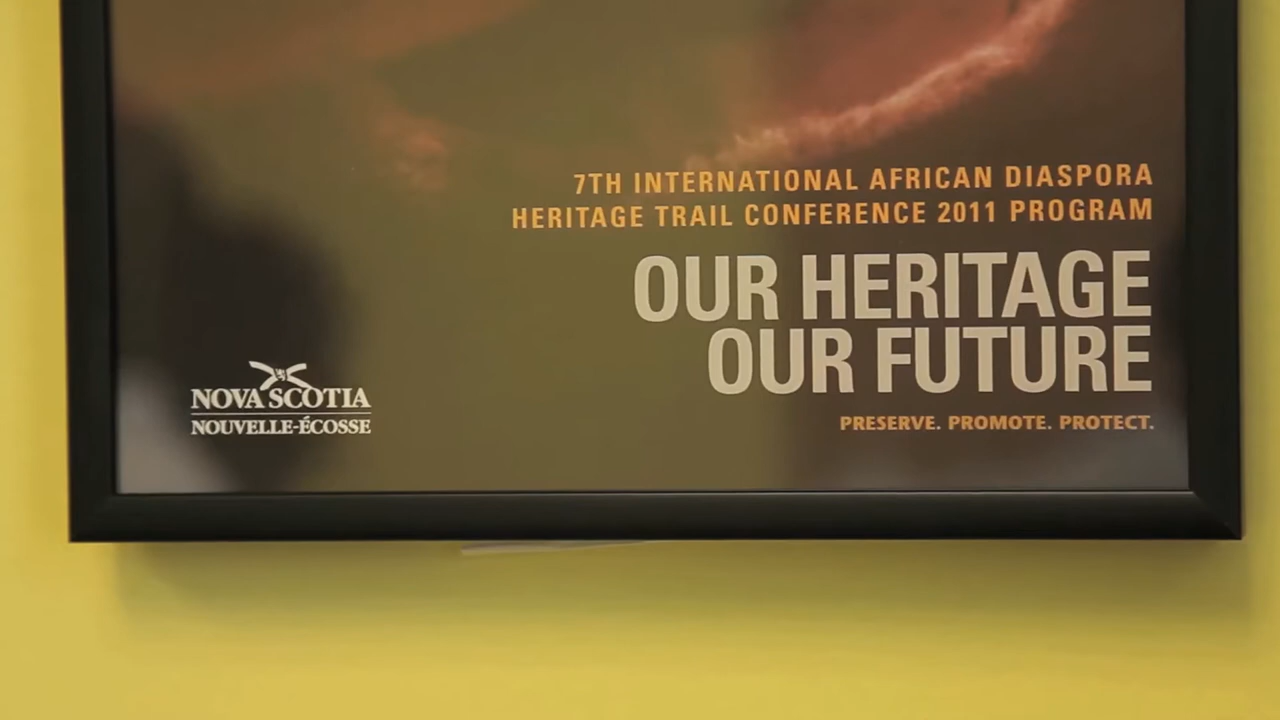 7TH INTERNATIONAL AFRICAN DIASPORA
HERITAGE TRAIL CONFERENCE 2011 PROGRAM
OUR HERITAGE
OUR FUTURE
PRESERVE. PROMOTE. PROTECT.
NOVA SCOTIA
NOUVELLE-ÉCOSSE